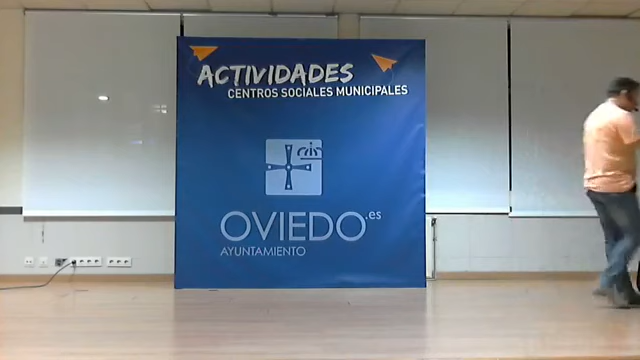 ACTIVIDADES
CENTROS SOCIALES MUNICIPALES
OVIEDO.es
AYUNTAMIENTO